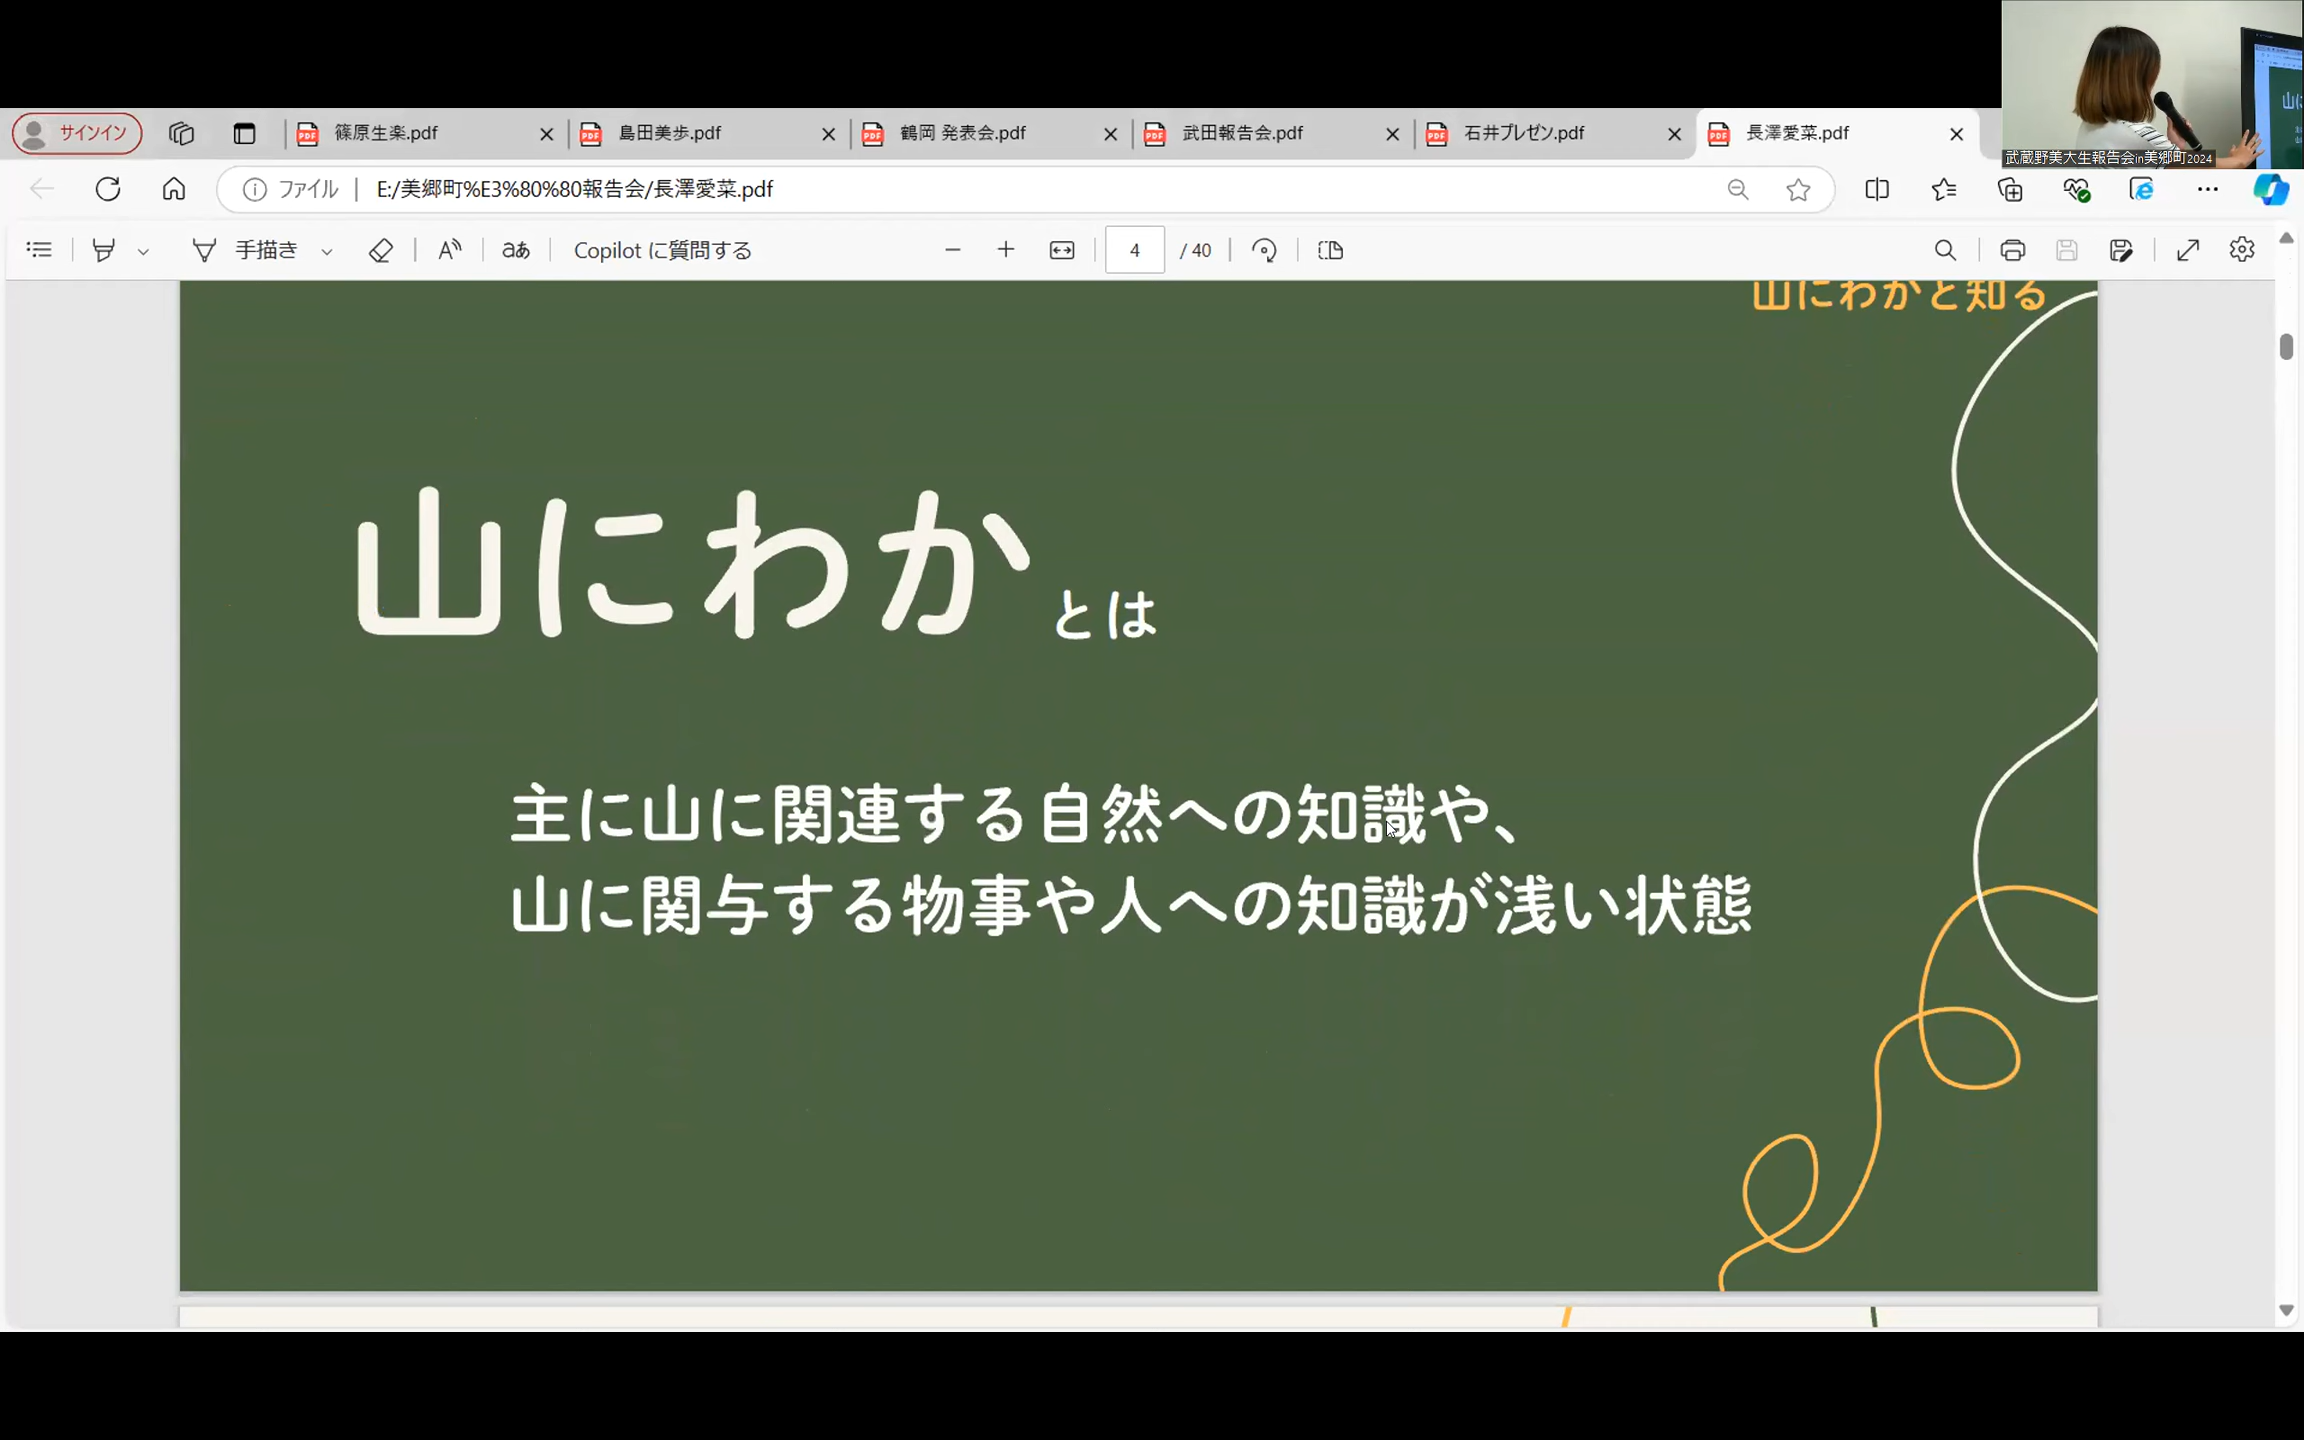 サインイン
篠原生楽.pdf
島田美歩.pdf
鶴岡 発表会.pdf
武田報告会.pdf
石井プレゼン.pdf
長澤愛菜.pdf
武蔵野美大生報告会in美郷町2024
ファイル
E:/美郷町%E3%80%80報告会/長澤愛菜.pdf
手描き
aあ
Copilot に質問する
4
/ 40
山にわかと知る
山にわか とは
主に山に関連する自然への知識や、
山に関与する物事や人への知識が浅い状態